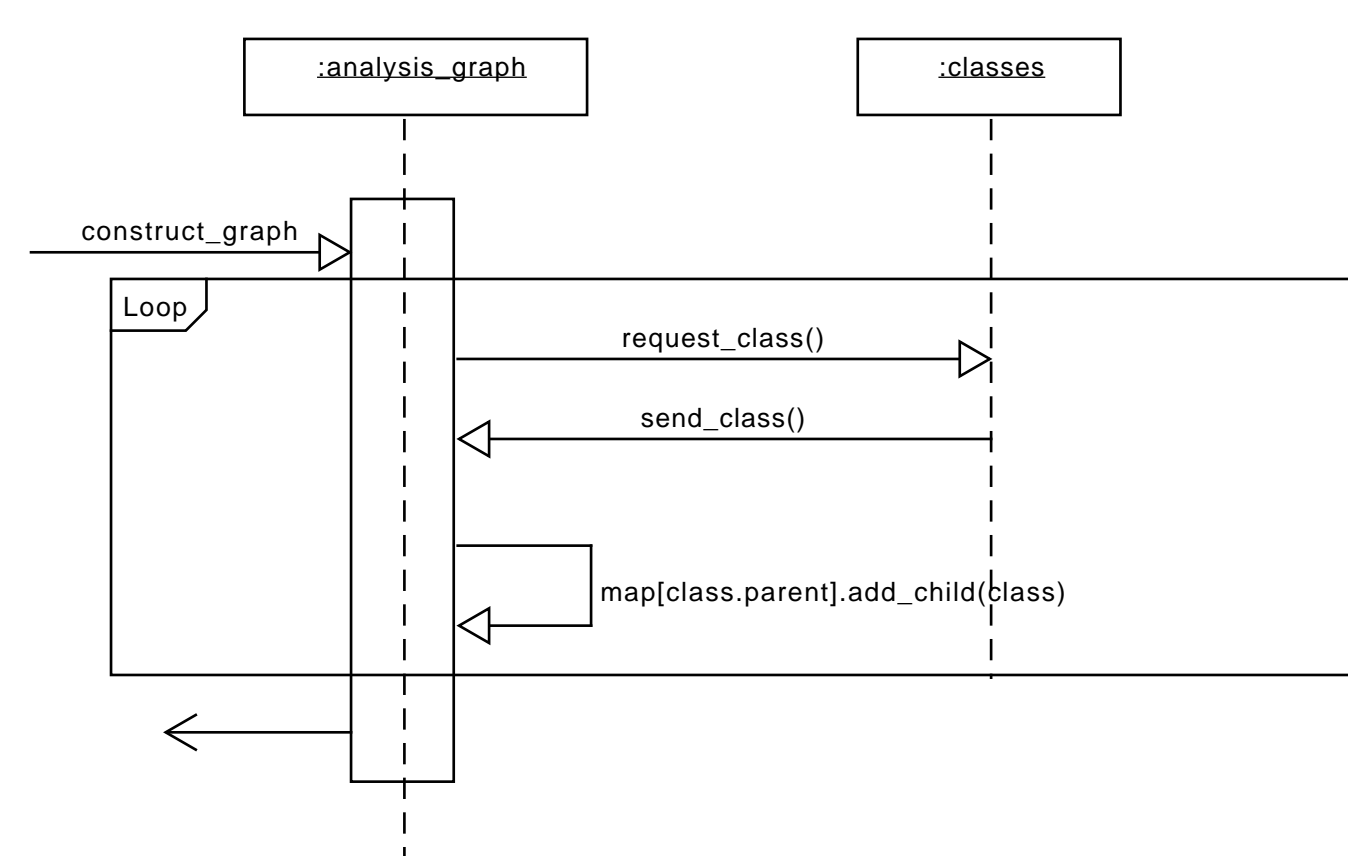 :analysis_graph
:classes
construct_graph
Loop
request_class()
send_class()
map[class.parent].add_child(class)